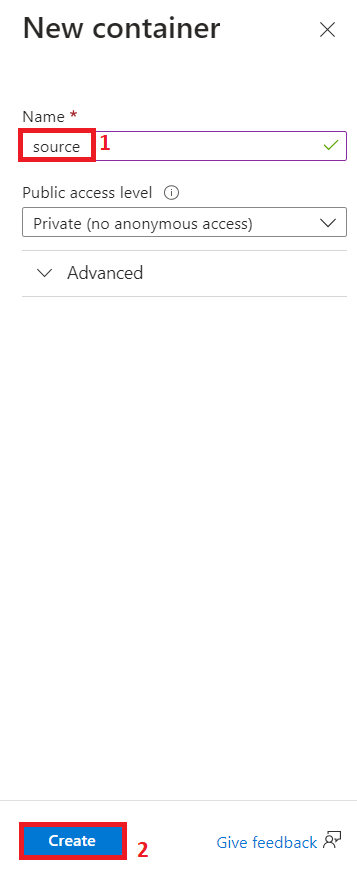 New container
Name *
source 1
Public access level
Private (no anonymous access)
Advanced
Create 2 Give feedback